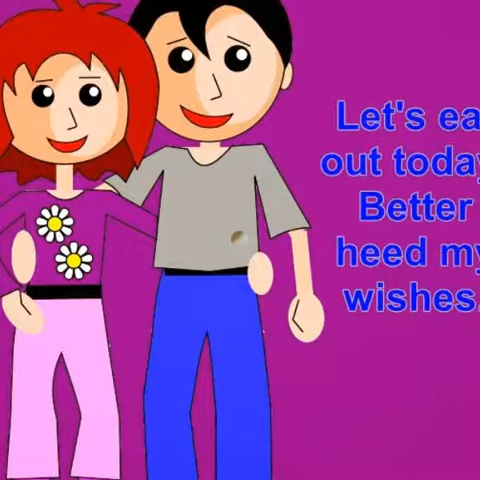 Let's ea
out today
Better
heed my
wishes.